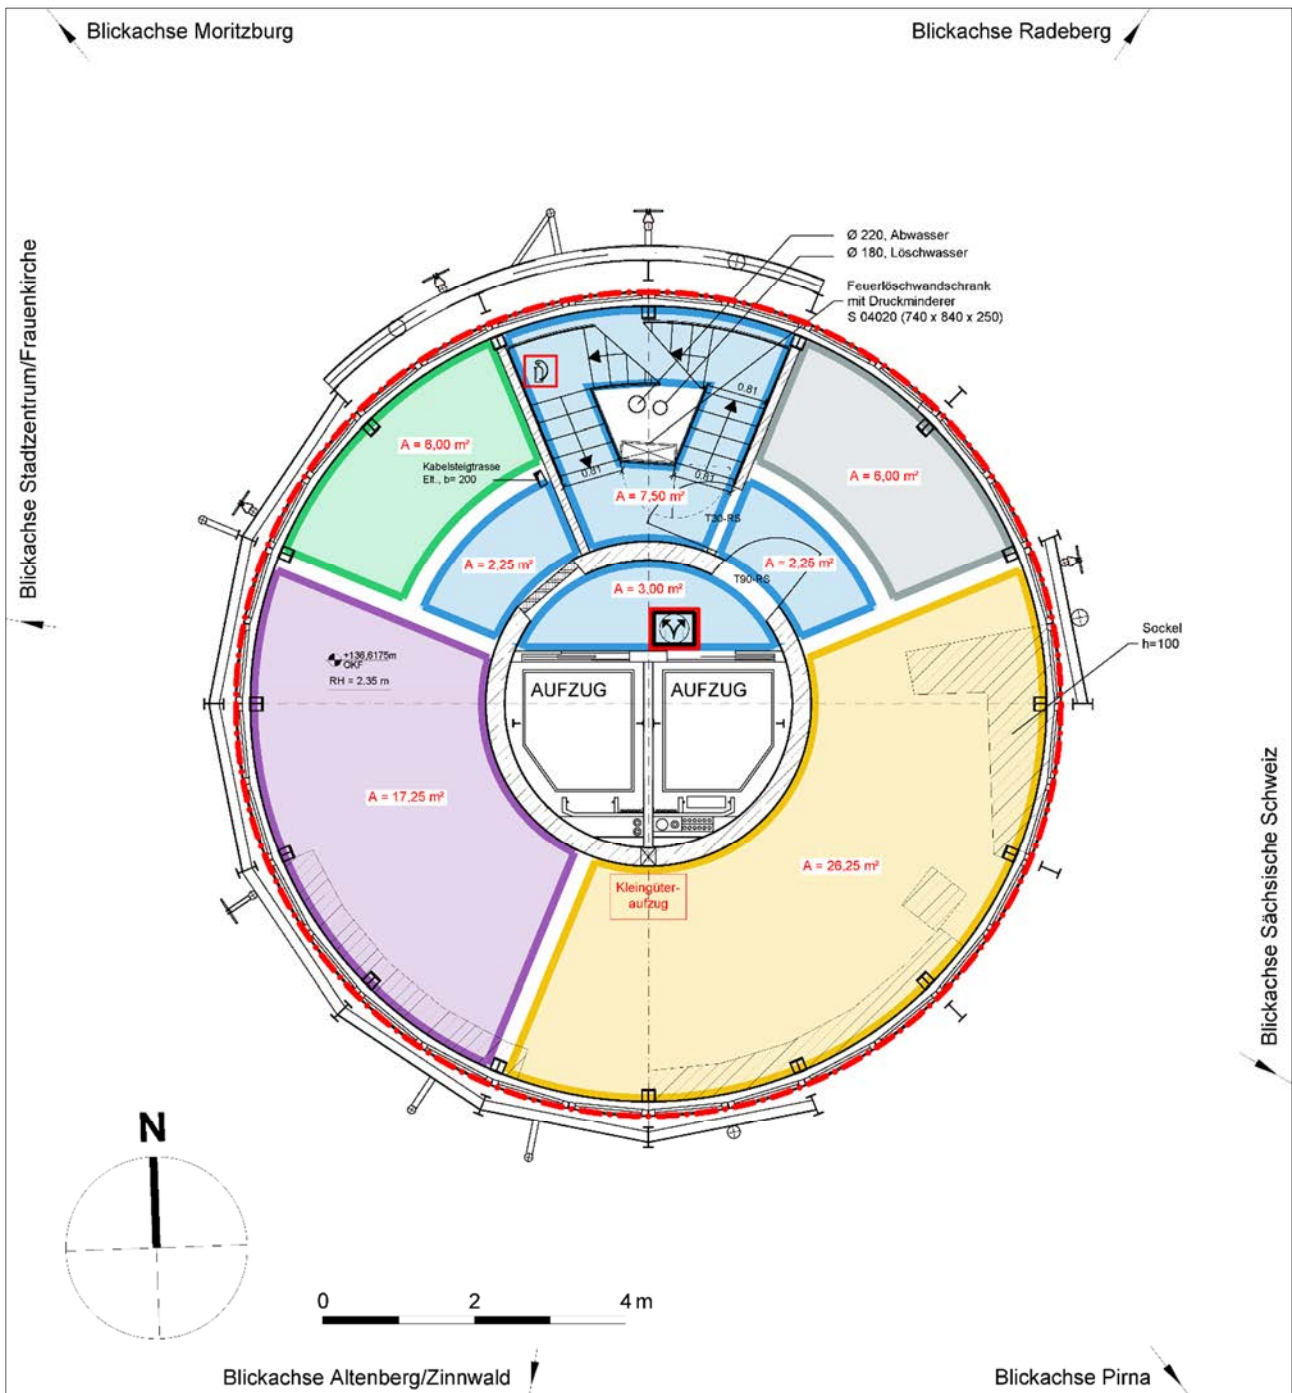 Blickachse Moritzburg
Blickachse Radeberg
Ø 220, Abwasser
Ø 180, Löschwasser
Feuerlöschwandschrank
mit Druckminderer
S 04020 (740 x 840 x 250)
Blickachse Stadtzentrum/Frauenkirche
0,81
A = 6,00 m²
Kabelsteigtrasse
Elt., b= 200
0,81
0,81
A = 6,00 m²
A = 7,50 m²
T30-RS
A = 2,25 m²
A = 2,25 m²
T90-RS
A = 3,00 m²
+136,6175m
OKF
RH = 2.35 m
Sockel
h=100
AUFZUG
AUFZUG
A = 17,25 m²
A = 26,25 m²
Kleingüter-
aufzug
Blickachse Sächsische Schweiz
N
0 2 4 m
Blickachse Altenberg/Zinnwald
Blickachse Pirna